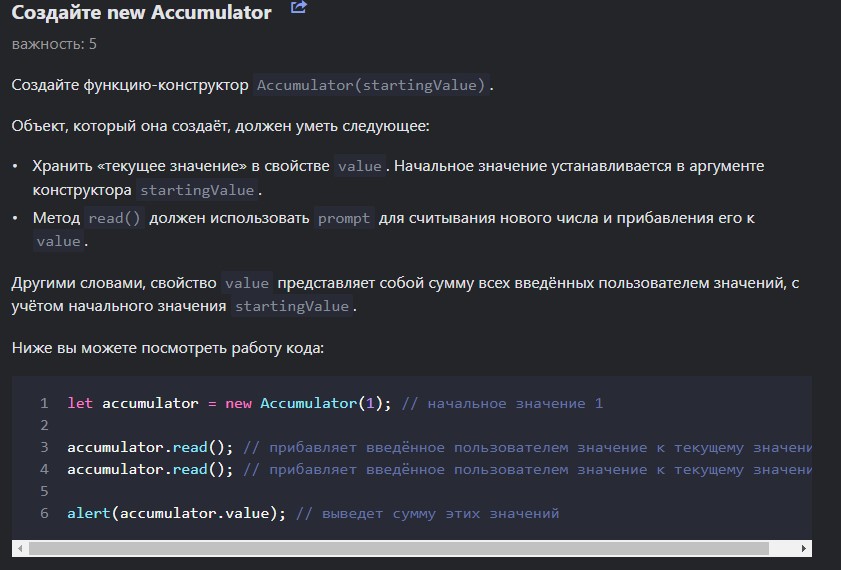 Создайте new Accumulator
важность: 5
Создайте функцию-конструктор Accumulator(startingValue).
Объект, который она создаёт, должен уметь следующее:
• Хранить «текущее значение» в свойстве value. Начальное значение устанавливается в аргументе
конструктора startingValue.
• Метод read() должен использовать prompt для считывания нового числа и прибавления его к
value.
Другими словами, свойство value представляет собой сумму всех введённых пользователем значений, с
учётом начального значения startingValue.
Ниже вы можете посмотреть работу кода:
1 let accumulator = new Accumulator(1); // начальное значение 1
2
3 accumulator.read(); // прибавляет введённое пользователем значение к текущему значени
4 accumulator.read(); // прибавляет введённое пользователем значение к текущему значени
5
6 alert(accumulator.value); // выведет сумму этих значений